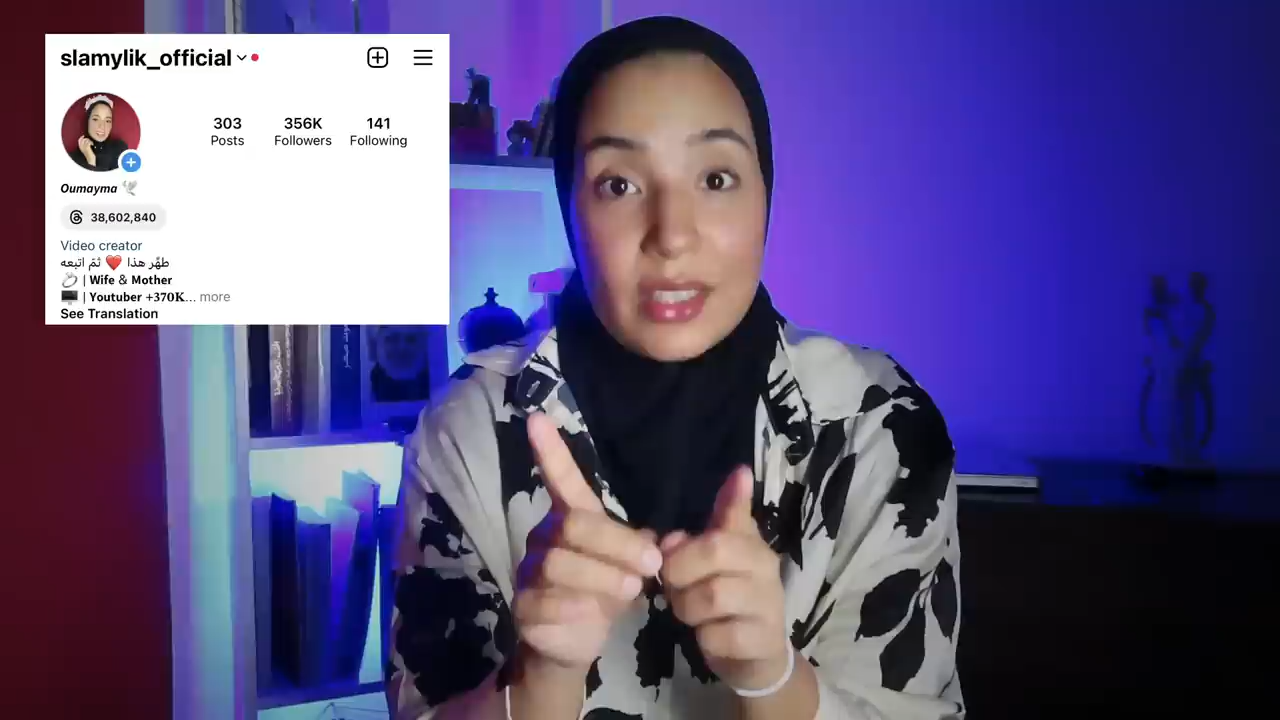 slamylik_official
303 356K 141
Posts Followers Following
Oumayma 🕊️
38,602,840
Video creator
طهّر هذا ❤️ ثمّ اتبعه
💍 | Wife & Mother
🖥️ | Youtuber +370K... more
See Translation